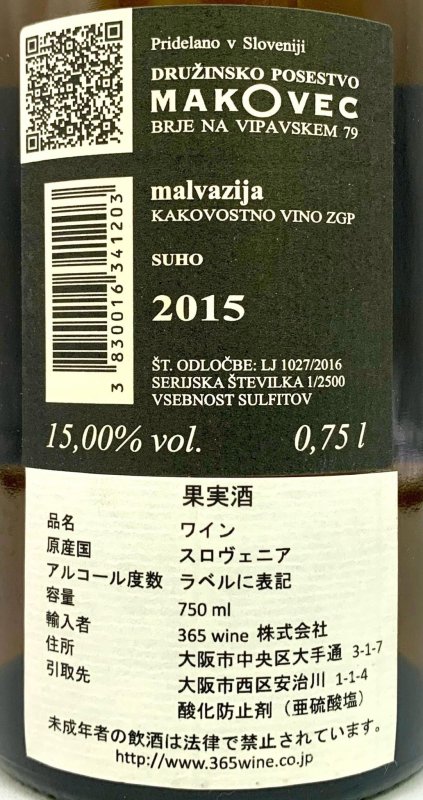 Pridelano v Sloveniji
DRUŽINSKO POSESTVO
MAKOVEC
BRJE NA VIPAVSKEM 79
malvazija
KAKOVOSTNO VINO ZGP
SUHO
2015
3 830016 341203
ŠT. ODLOČBE: LJ 1027/2016
SERIJSKA ŠTEVILKA 1/2500
VSEBNOST SULFITOV
15,00% vol. 0,75 l
果実酒
品名 ワイン
原産国 スロヴェニア
アルコール度数 ラベルに表記
容量 750 ml
輸入者 365 wine 株式会社
住所 大阪市中央区大手通 3-1-7
引取先 大阪市西区安治川 1-1-4
酸化防止剤（亜硫酸塩）
未成年者の飲酒は法律で禁止されています。
http://www.365wine.co.jp